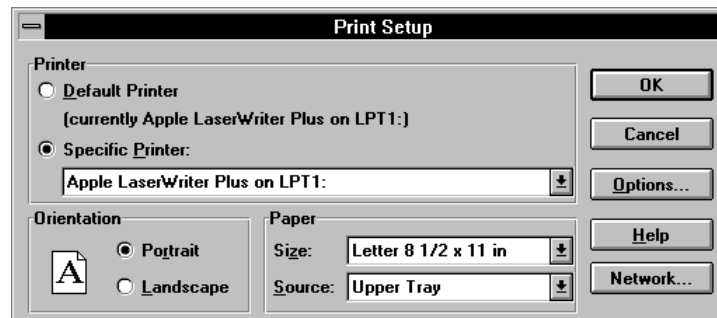 Print Setup
Printer
Default Printer
(currently Apple LaserWriter Plus on LPT1:)
Specific Printer:
Apple LaserWriter Plus on LPT1:
OK
Cancel
Options...
Help
Network...
Orientation
A
Portrait
Landscape
Paper
Size: Letter 8 1/2 x 11 in
Source: Upper Tray